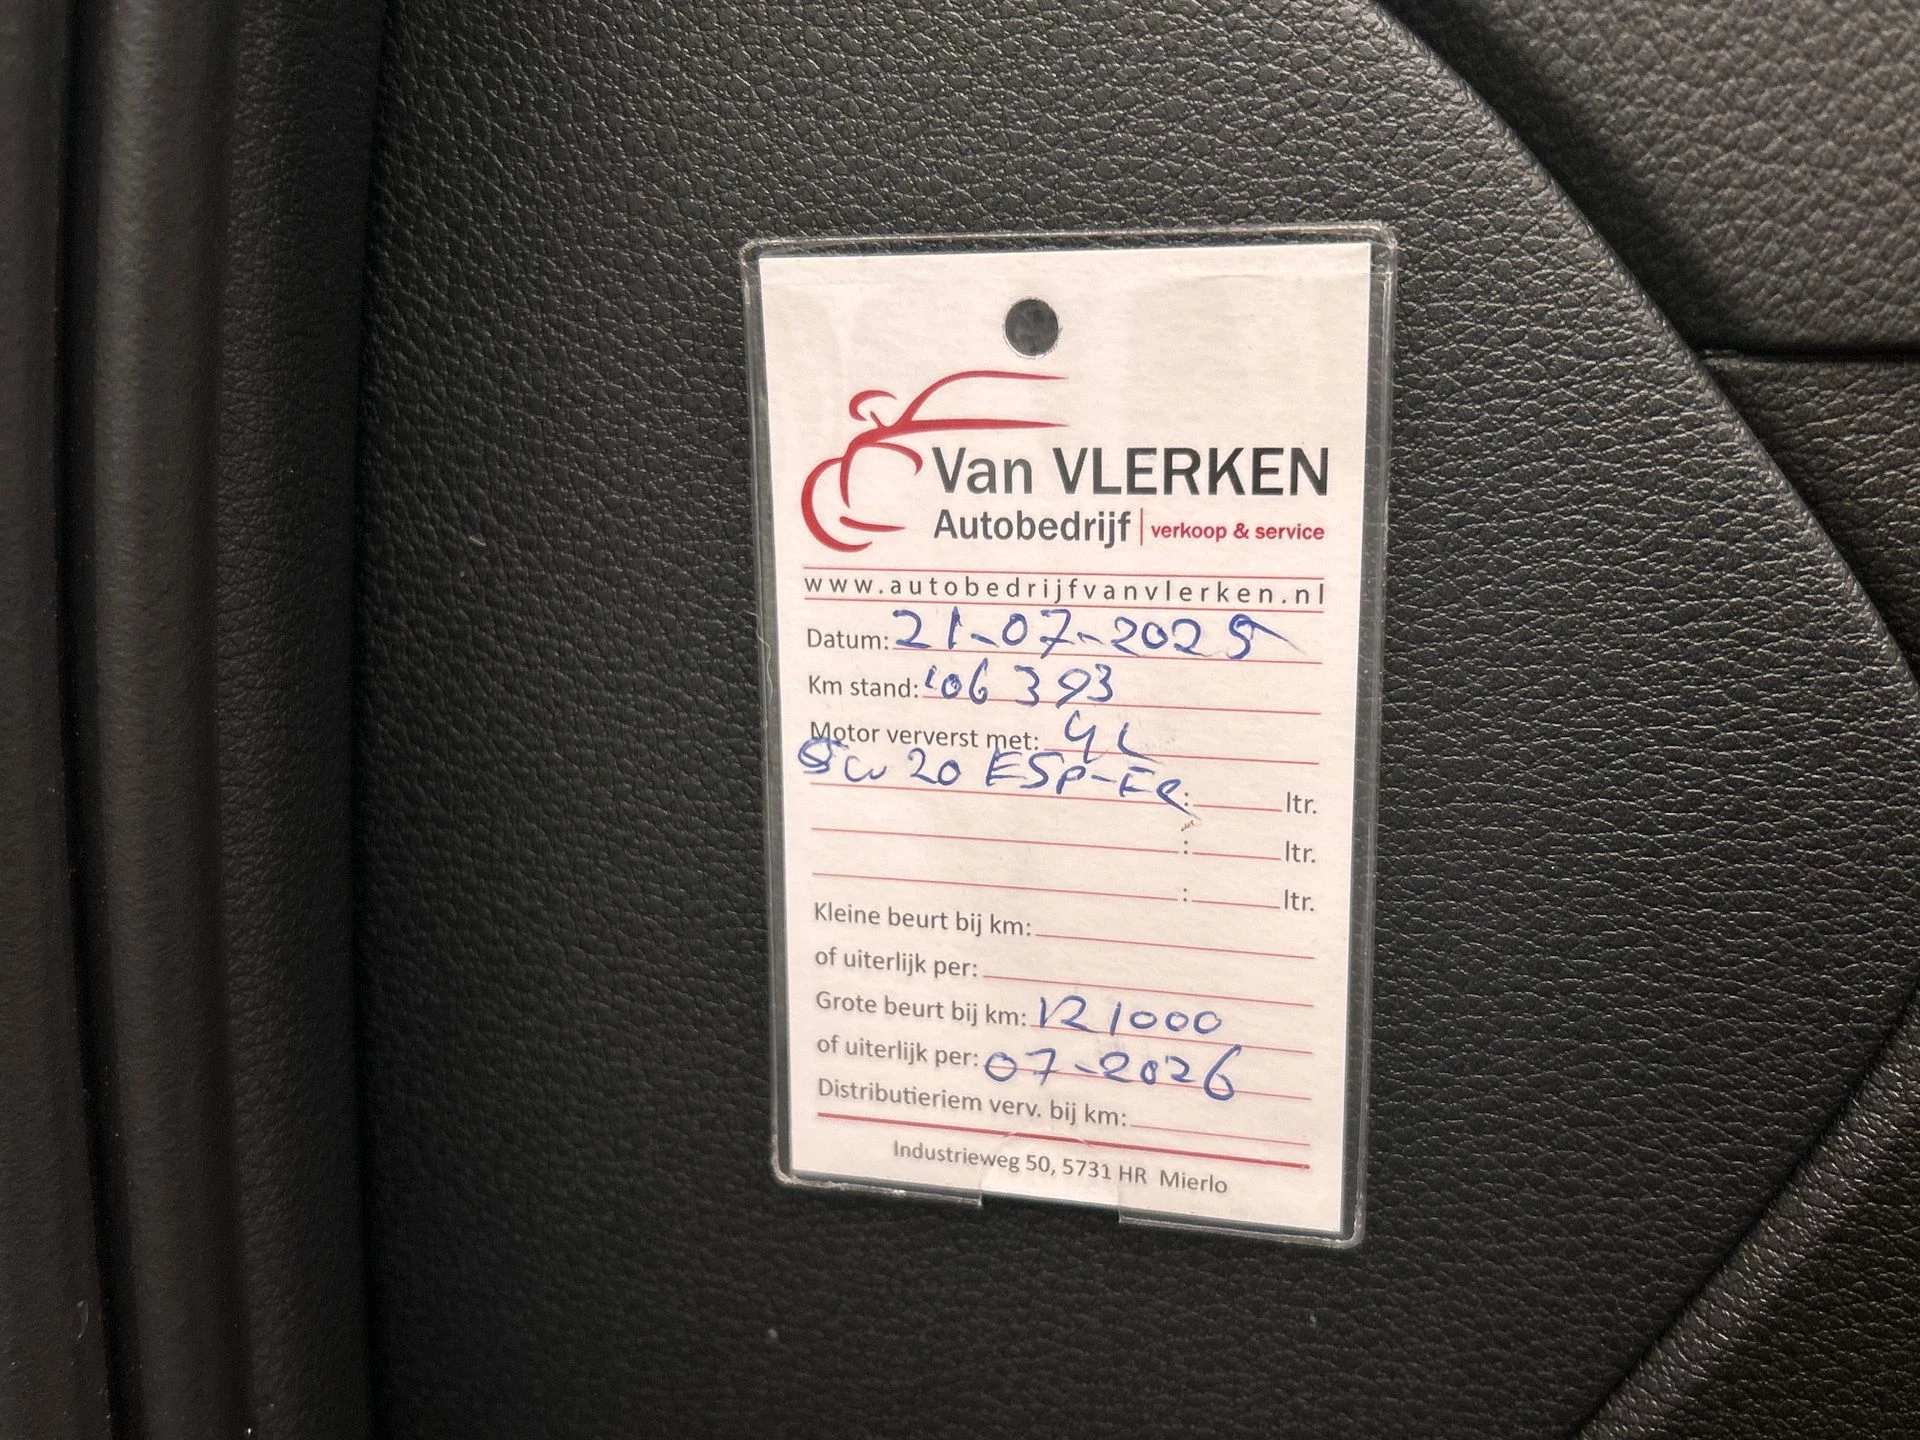 Van VLERKEN
Autobedrijf | verkoop & service
www.autobedrijfvanvlerken.nl
Datum: 21-07-2025
Km stand: 106 393
Motor ververst met: 4L
5w20 ESP-FE : ltr.
: ltr.
: ltr.
Kleine beurt bij km:
of uiterlijk per:
Grote beurt bij km: 121000
of uiterlijk per: 07-2026
Distributieriem verv. bij km:
Industrieweg 50, 5731 HR Mierlo